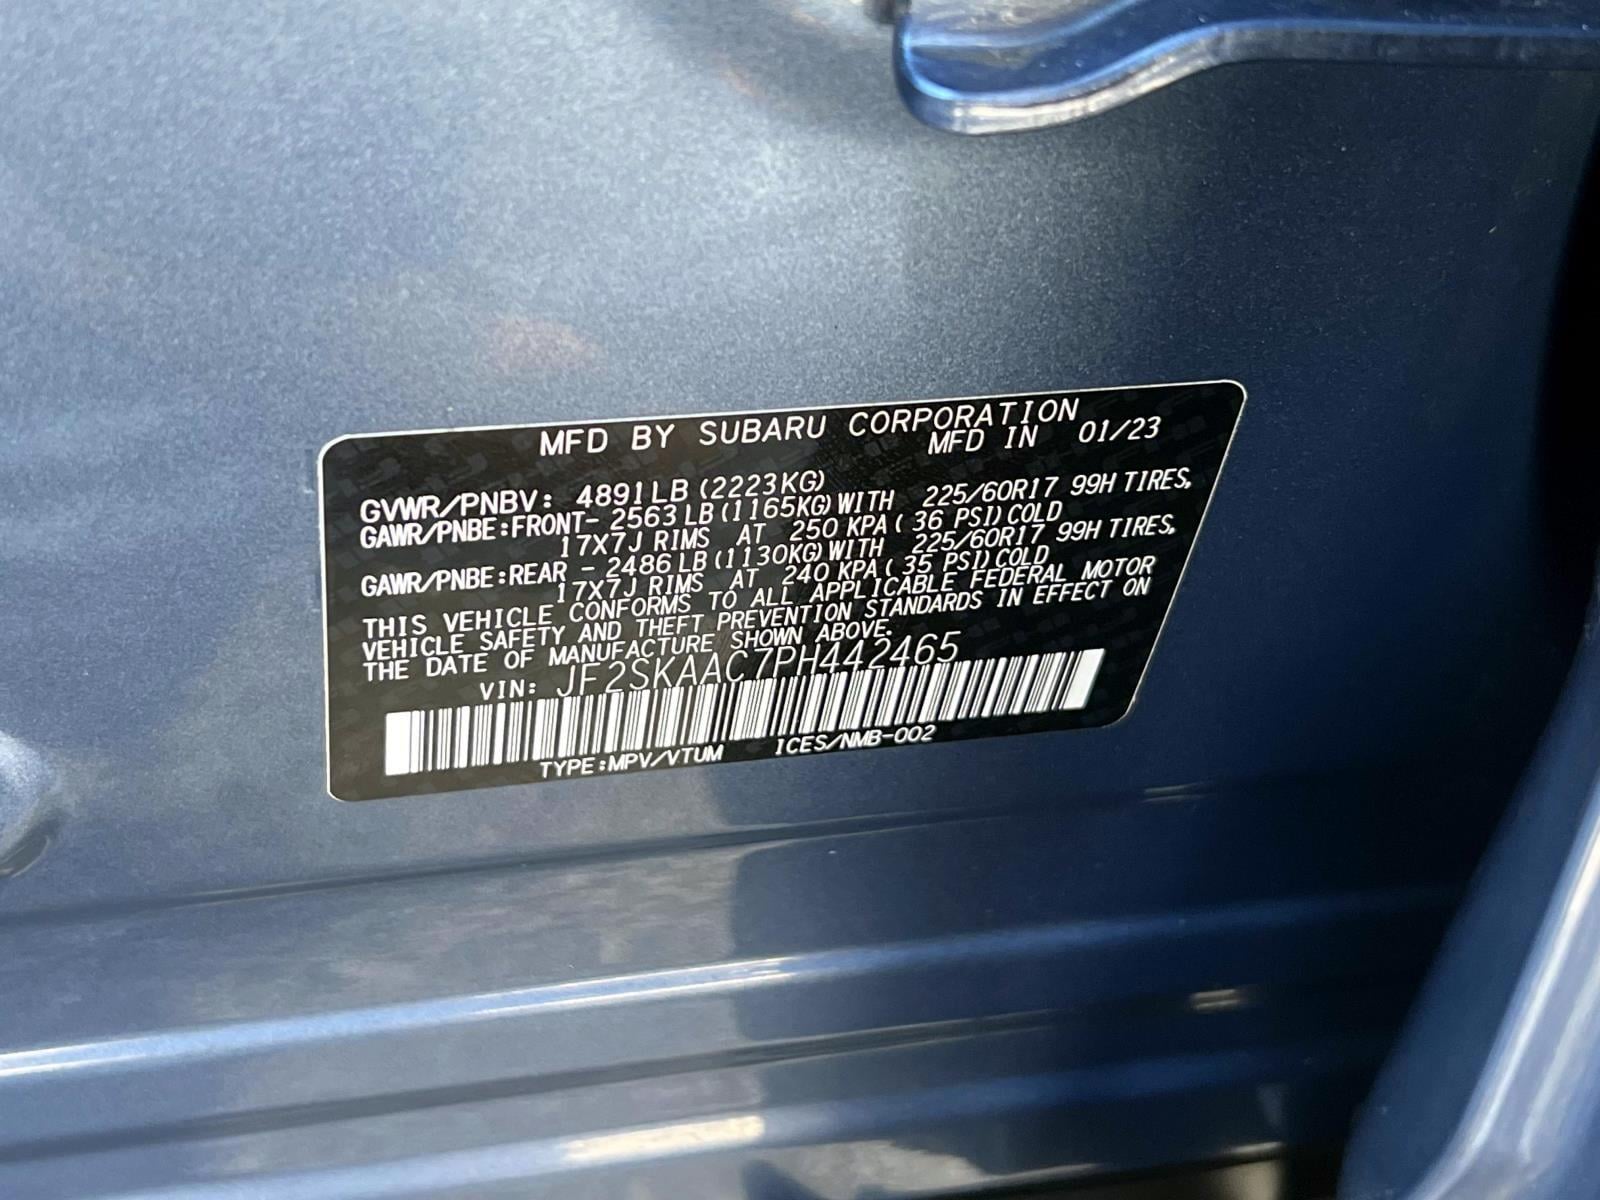 MFD BY SUBARU CORPORATION
MFD IN 01/23
GVWR/PNBV: 4891LB (2223KG)
GAWR/PNBE:FRONT- 2563LB (1165KG) WITH 225/60R17 99H TIRES,
17X7J RIMS AT 250 KPA ( 36 PSI) COLD
GAWR/PNBE:REAR - 2486LB (1130KG) WITH 225/60R17 99H TIRES,
17X7J RIMS AT 240 KPA ( 35 PSI) COLD
THIS VEHICLE CONFORMS TO ALL APPLICABLE FEDERAL MOTOR
VEHICLE SAFETY AND THEFT PREVENTION STANDARDS IN EFFECT ON
THE DATE OF MANUFACTURE SHOWN ABOVE.
VIN: JF2SKAAC7PH442465
TYPE:MPV/VTUM ICES/NMB-002